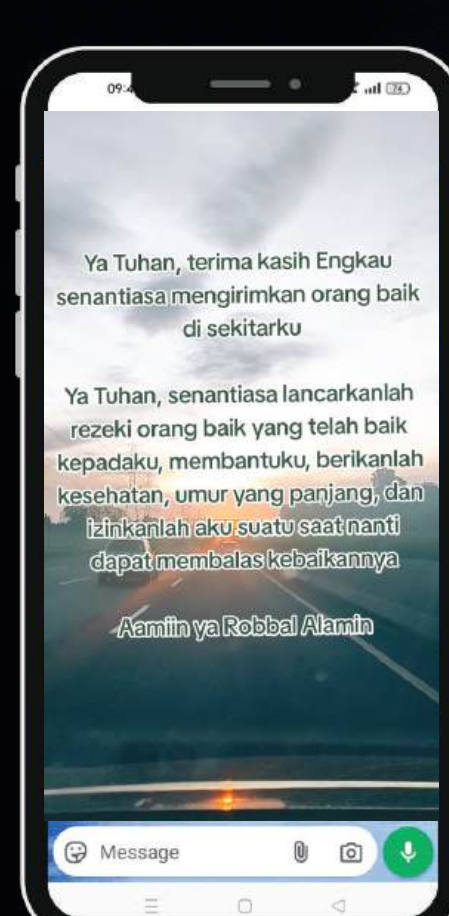 09:4
74
Ya Tuhan, terima kasih Engkau
senantiasa mengirimkan orang baik
di sekitarku
Ya Tuhan, senantiasa lancarkanlah
rezeki orang baik yang telah baik
kepadaku, membantuku, berikanlah
kesehatan, umur yang panjang, dan
izinkanlah aku suatu saat nanti
dapat membalas kebaikannya
Aamiin ya Robbal Alamin
Message